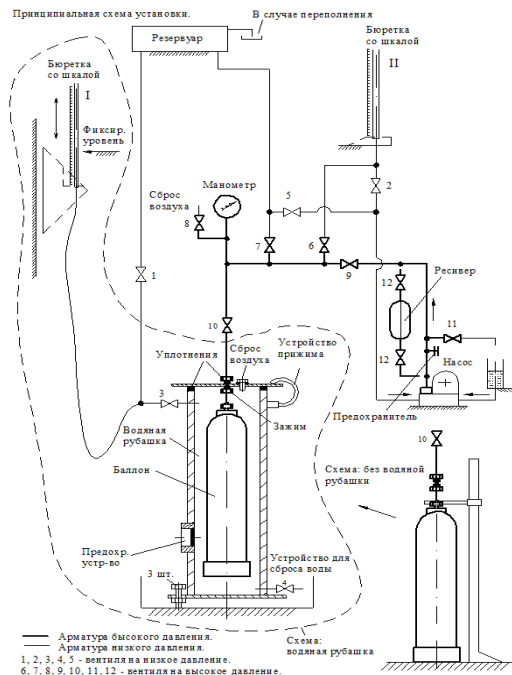 Принципиальная схема установки.
В случае переполнения
Резервуар
Бюретка
со шкалой
I
Бюретка
со шкалой
II
Фиксир.
уровень
Сброс
воздуха
8
Манометр
5
2
7
6
9
1
12
Ресивер
10
11
12
Насос
Предохранитель
Уплотнения
Сброс
воздуха
Устройство
прижима
3
Зажим
Водяная
рубашка
Баллон
10
Схема: без водяной
рубашки
Предохр.
устр-во
3 шт.
Устройство для
сброса воды
4
Схема:
водяная рубашка
Арматура высокого давления.
Арматура низкого давления.
1, 2, 3, 4, 5 - вентиля на низкое давление.
6, 7, 8, 9, 10, 11, 12 - вентиля на высокое давление.